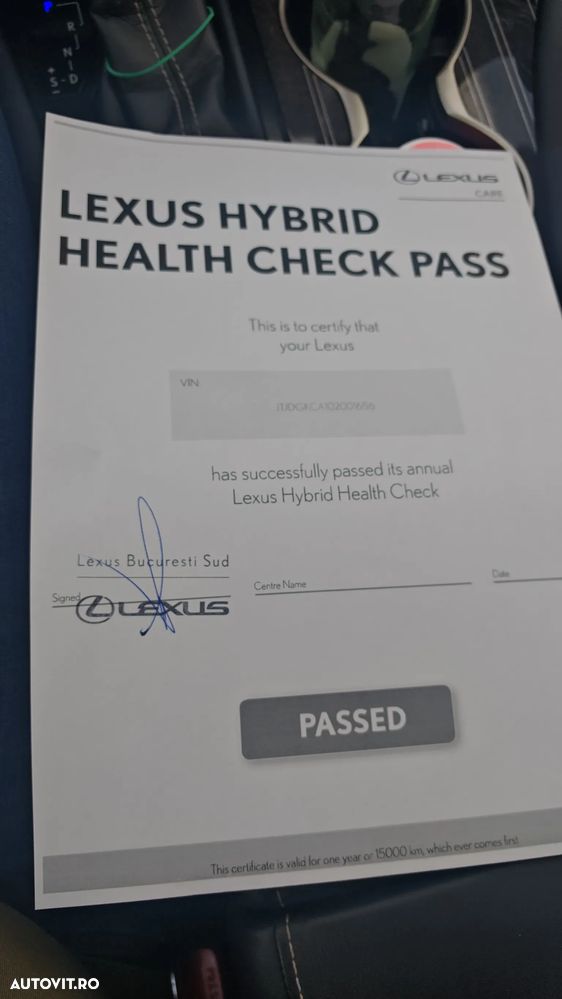 R
N
D
+
S
-
LEXUS
CARE
LEXUS HYBRID
HEALTH CHECK PASS
This is to certify that
your Lexus
VIN
has successfully passed its annual
Lexus Hybrid Health Check
Lexus Bucuresti Sud
Signed
LEXUS
Centre Name
Date
PASSED
This certificate is valid for one year or 15000 km, which ever comes first
AUTOVIT.RO